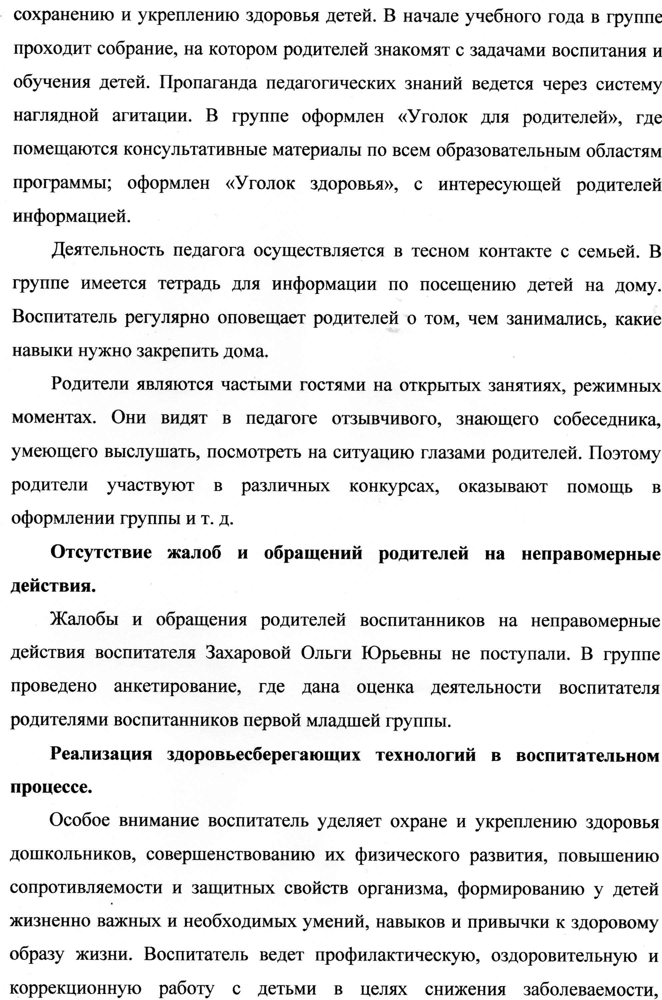 сохранению и укреплению здоровья детей. В начале учебного года в группе
проходит собрание, на котором родителей знакомят с задачами воспитания и
обучения детей. Пропаганда педагогических знаний ведется через систему
наглядной агитации. В группе оформлен «Уголок для родителей», где
помещаются консультативные материалы по всем образовательным областям
программы; оформлен «Уголок здоровья», с интересующей родителей
информацией.
Деятельность педагога осуществляется в тесном контакте с семьей. В
группе имеется тетрадь для информации по посещению детей на дому.
Воспитатель регулярно оповещает родителей о том, чем занимались, какие
навыки нужно закрепить дома.
Родители являются частыми гостями на открытых занятиях, режимных
моментах. Они видят в педагоге отзывчивого, знающего собеседника,
умеющего выслушать, посмотреть на ситуацию глазами родителей. Поэтому
родители участвуют в различных конкурсах, оказывают помощь в
оформлении группы и т. д.
Отсутствие жалоб и обращений родителей на неправомерные
действия.
Жалобы и обращения родителей воспитанников на неправомерные
действия воспитателя Захаровой Ольги Юрьевны не поступали. В группе
проведено анкетирование, где дана оценка деятельности воспитателя
родителями воспитанников первой младшей группы.
Реализация здоровьесберегающих технологий в воспитательном
процессе.
Особое внимание воспитатель уделяет охране и укреплению здоровья
дошкольников, совершенствованию их физического развития, повышению
сопротивляемости и защитных свойств организма, формированию у детей
жизненно важных и необходимых умений, навыков и привычки к здоровому
образу жизни. Воспитатель ведет профилактическую, оздоровительную и
коррекционную работу с детьми в целях снижения заболеваемости,